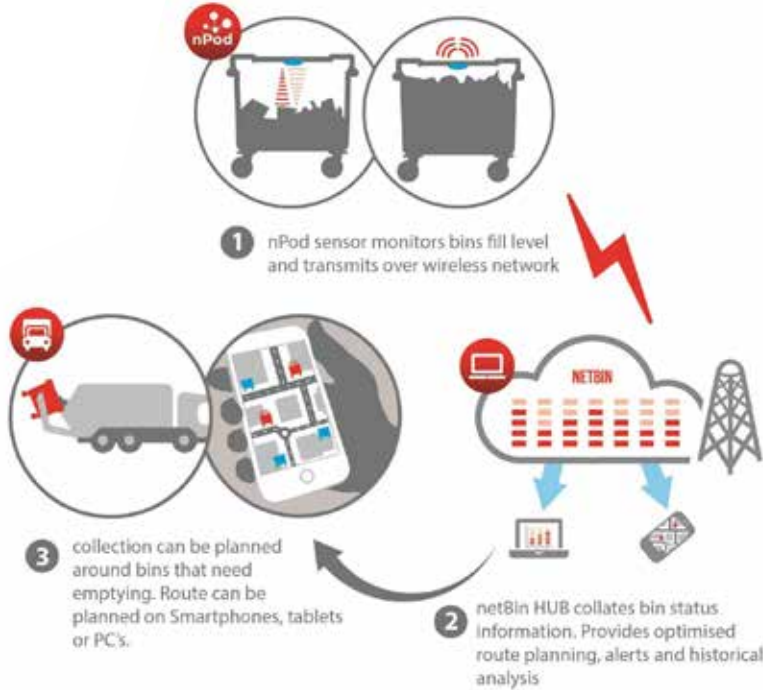 nPod
1 nPod sensor monitors bins fill level
and transmits over wireless network
NETBIN
3 collection can be planned
around bins that need
emptying. Route can be
planned on Smartphones, tablets
or PC's.
2 netBin HUB collates bin status
information. Provides optimised
route planning, alerts and historical
analysis